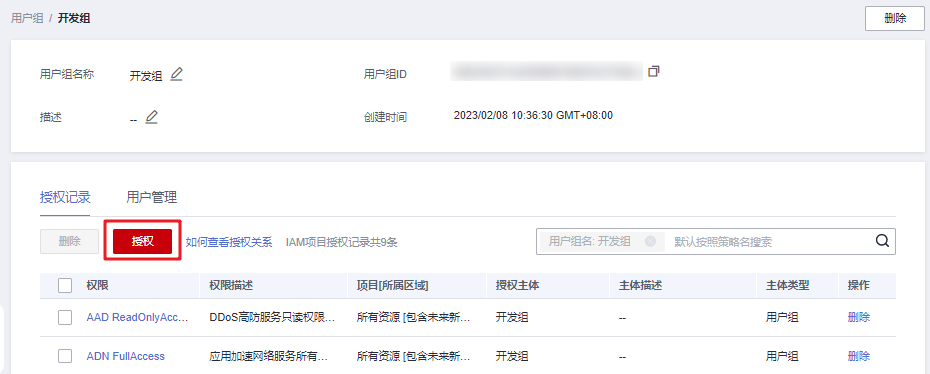 用户组 / 开发组 删除
用户组名称 开发组 用户组ID
描述 -- 创建时间 2023/02/08 10:36:30 GMT+08:00
授权记录 用户管理
删除 授权 如何查看授权关系 IAM项目授权记录共9条 用户组名: 开发组 默认按照策略名搜索
权限 权限描述 项目[所属区域] 授权主体 主体描述 主体类型 操作
AAD ReadOnlyAcc... DDoS高防服务只读权限... 所有资源 [包含未来新... 开发组 -- 用户组 删除
ADN FullAccess 应用加速网络服务所有... 所有资源 [包含未来新... 开发组 -- 用户组 删除